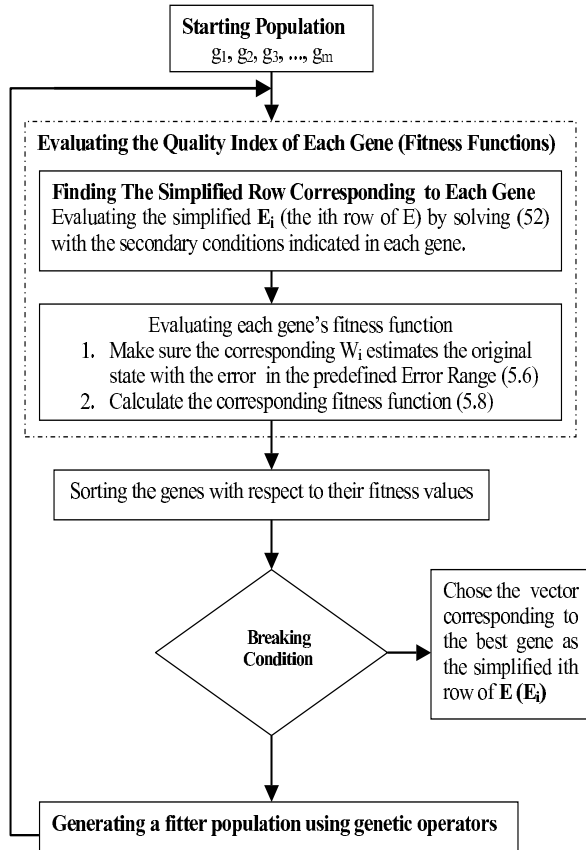 Starting Population
g1, g2, g3, ..., gm
Evaluating the Quality Index of Each Gene (Fitness Functions)
Finding The Simplified Row Corresponding to Each Gene
Evaluating the simplified Ei (the ith row of E) by solving (52)
with the secondary conditions indicated in each gene.
Evaluating each gene's fitness function
1. Make sure the corresponding Wi estimates the original
state with the error in the predefined Error Range (5.6)
2. Calculate the corresponding fitness function (5.8)
Sorting the genes with respect to their fitness values
Breaking
Condition
Chose the vector
corresponding to
the best gene as
the simplified ith
row of E (Ei)
Generating a fitter population using genetic operators